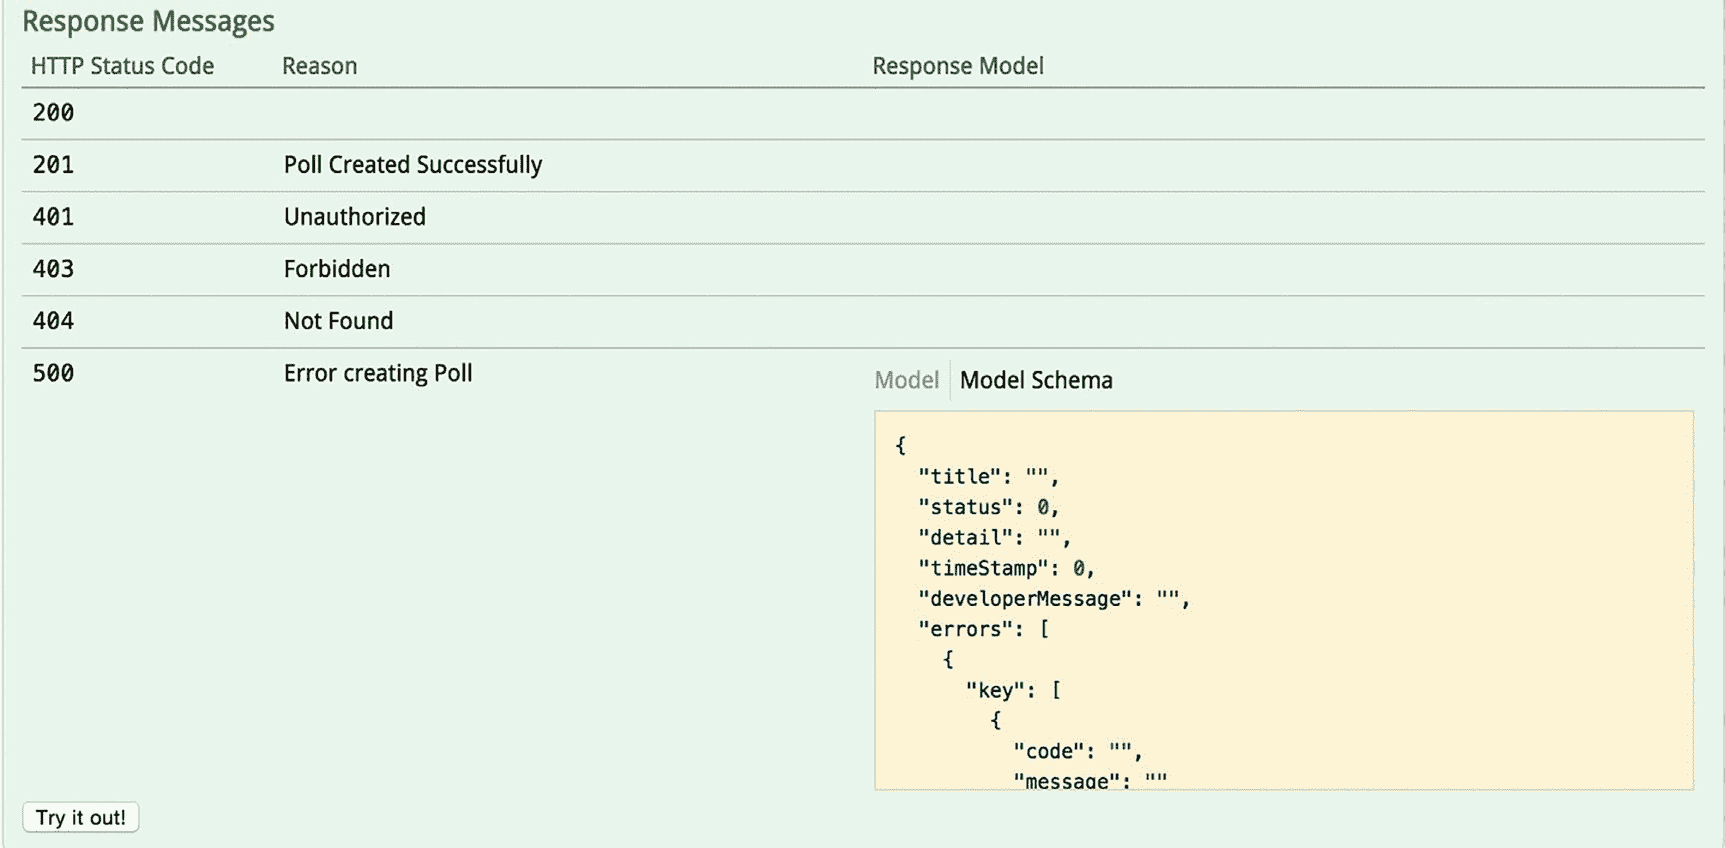 Response Messages
HTTP Status Code Reason Response Model
200
201 Poll Created Successfully
401 Unauthorized
403 Forbidden
404 Not Found
500 Error creating Poll
Model Model Schema
{
"title": "",
"status": 0,
"detail": "",
"timeStamp": 0,
"developerMessage": "",
"errors": [
{
"key": [
{
"code": "",
"message": ""
Try it out!